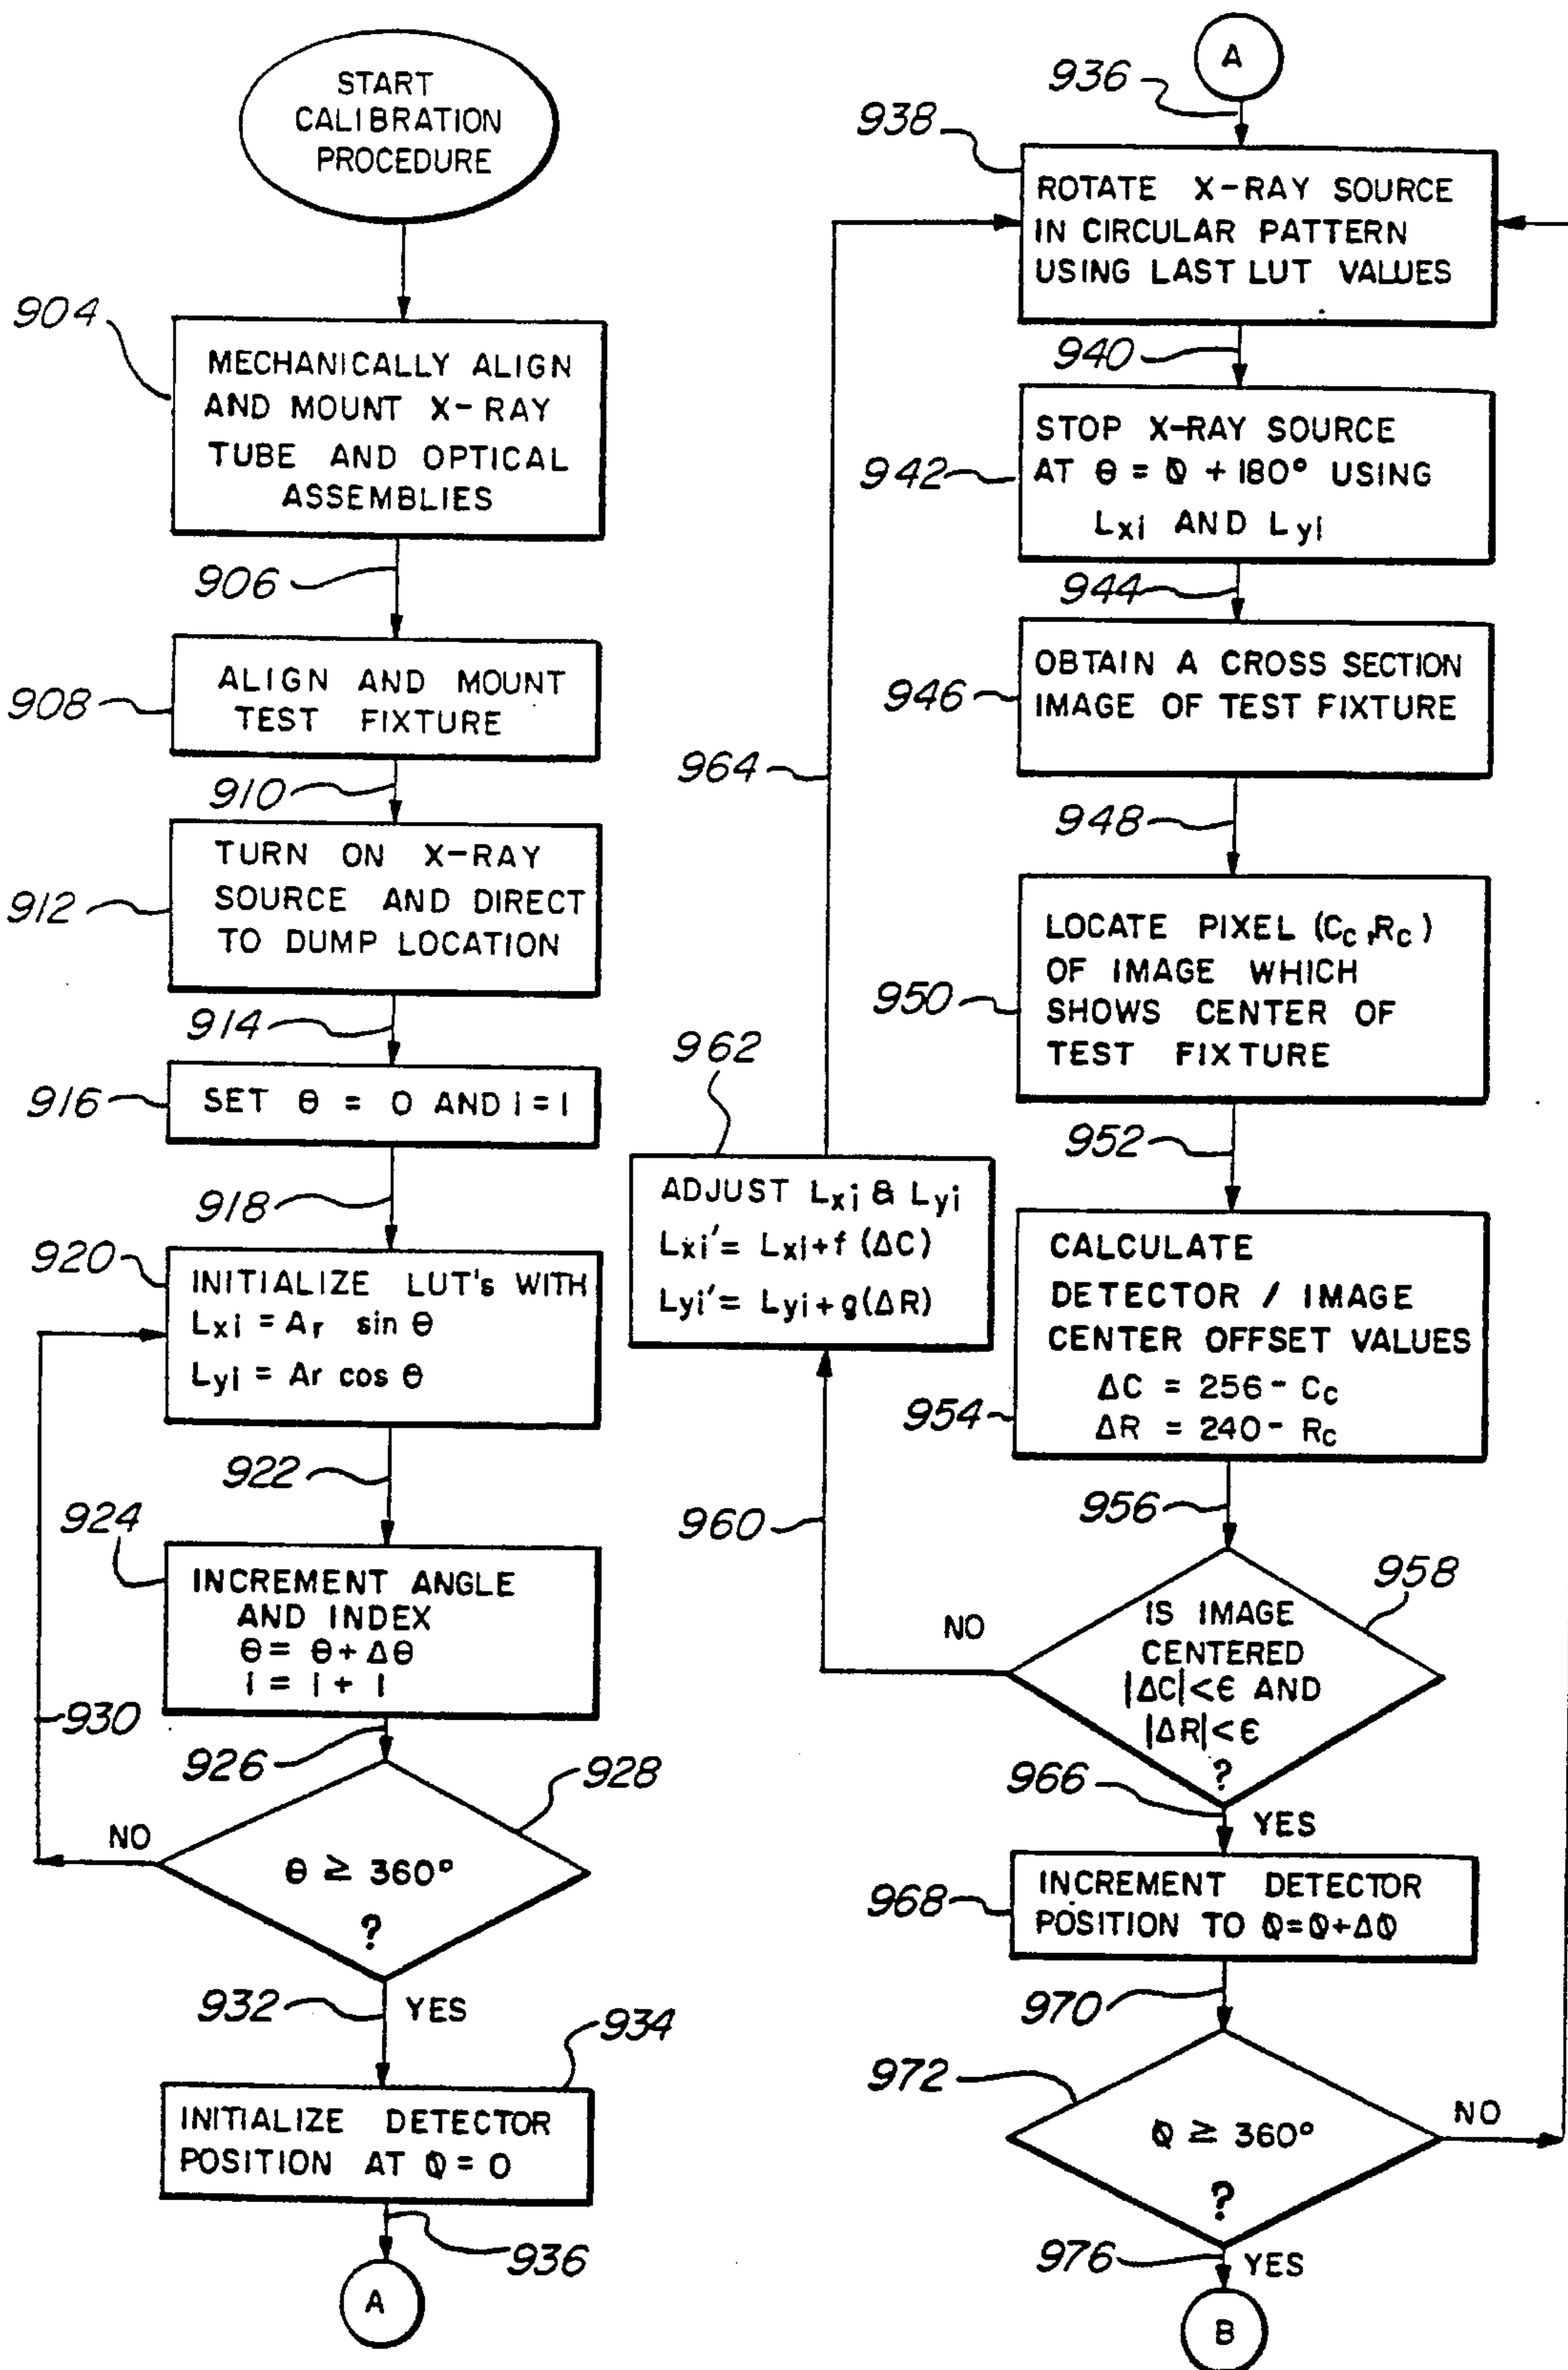 START
CALIBRATION
PROCEDURE
904
MECHANICALLY ALIGN
AND MOUNT X-RAY
TUBE AND OPTICAL
ASSEMBLIES
906
908
ALIGN AND MOUNT
TEST FIXTURE
910
912
TURN ON X-RAY
SOURCE AND DIRECT
TO DUMP LOCATION
914
916
SET θ = 0 AND i = 1
918
920
INITIALIZE LUT's WITH
Lxi = Ar sin θ
Lyi = Ar cos θ
922
924
INCREMENT ANGLE
AND INDEX
θ = θ + Δθ
i = i + 1
930
926
928
NO
θ ≥ 360°
?
932
YES
934
INITIALIZE DETECTOR
POSITION AT Φ = 0
936
A
A
936
938
ROTATE X-RAY SOURCE
IN CIRCULAR PATTERN
USING LAST LUT VALUES
940
942
STOP X-RAY SOURCE
AT θ = Φ + 180° USING
Lxi AND Lyi
944
946
OBTAIN A CROSS SECTION
IMAGE OF TEST FIXTURE
964
948
950
LOCATE PIXEL (Cc,Rc)
OF IMAGE WHICH
SHOWS CENTER OF
TEST FIXTURE
952
962
ADJUST Lxi & Lyi
Lxi' = Lxi + f (ΔC)
Lyi' = Lyi + g(ΔR)
954
CALCULATE
DETECTOR / IMAGE
CENTER OFFSET VALUES
ΔC = 256 - Cc
ΔR = 240 - Rc
956
960
958
NO
IS IMAGE
CENTERED
|ΔC|<ϵ AND
|ΔR|<ϵ
?
966
YES
968
INCREMENT DETECTOR
POSITION TO Φ=Φ+ΔΦ
970
972
NO
Φ ≥ 360°
?
976
YES
B